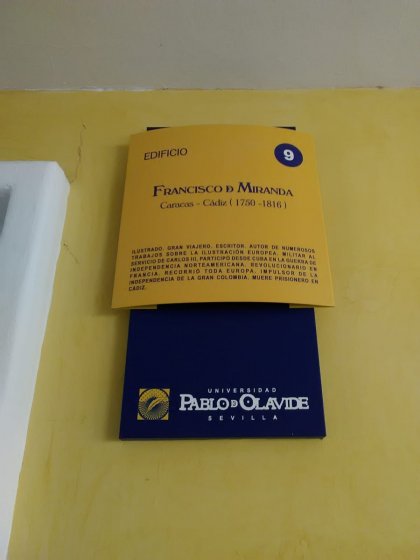 EDIFICIO 9
FRANCISCO D MIRANDA
Caracas - Cádiz ( 1750 -1816 )
ILUSTRADO. GRAN VIAJERO. ESCRITOR. AUTOR DE NUMEROSOS
TRABAJOS SOBRE LA ILUSTRACIÓN EUROPEA. MILITAR AL
SERVICIO DE CARLOS III, PARTICIPÓ DESDE CUBA EN LA GUERRA DE
INDEPENDENCIA NORTEAMERICANA. REVOLUCIONARIO EN
FRANCIA. RECORRIÓ TODA EUROPA. IMPULSOR DE LA
INDEPENDENCIA DE LA GRAN COLOMBIA. MUERE PRISIONERO EN
CÁDIZ.
UNIVERSIDAD
PABLO D OLAVIDE
SEVILLA